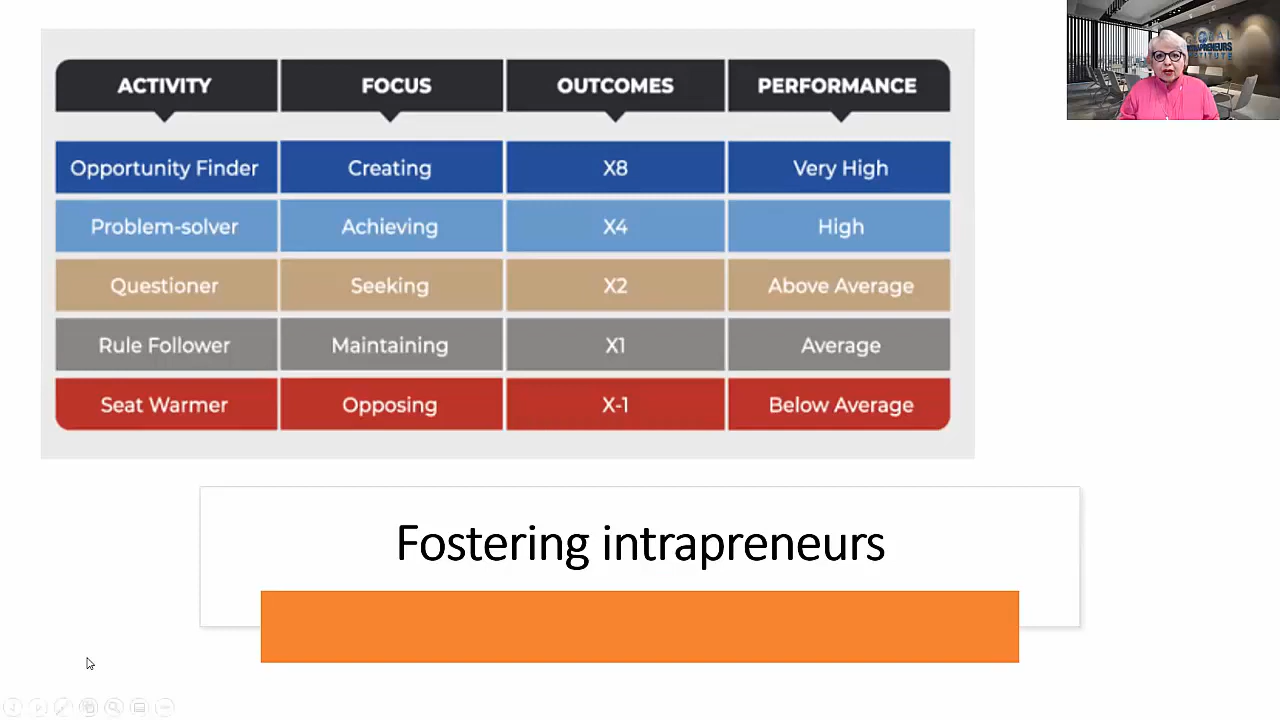 ACTIVITY FOCUS OUTCOMES PERFORMANCE
Opportunity Finder Creating X8 Very High
Problem-solver Achieving X4 High
Questioner Seeking X2 Above Average
Rule Follower Maintaining X1 Average
Seat Warmer Opposing X-1 Below Average
Fostering intrapreneurs